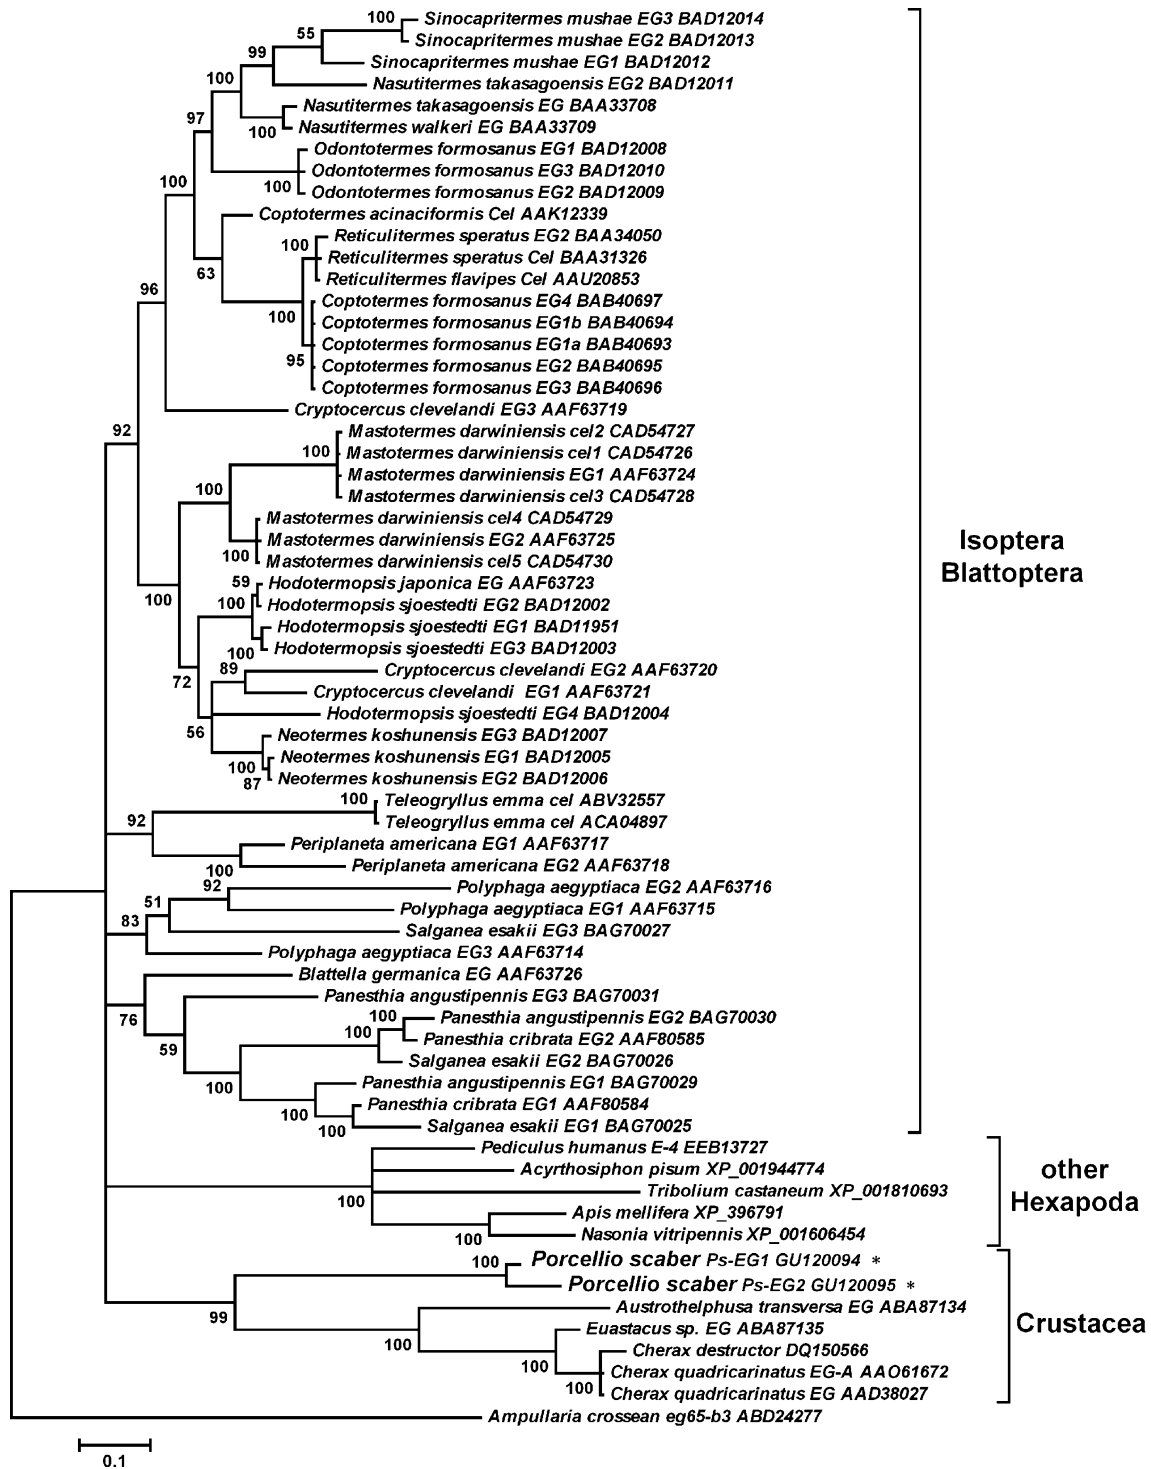 100
Sinocapritermes mushae EG3 BAD12014
55
Sinocapritermes mushae EG2 BAD12013
99
Sinocapritermes mushae EG1 BAD12012
100
Nasutitermes takasagoensis EG2 BAD12011
Nasutitermes takasagoensis EG BAA33708
97
100
Nasutitermes walkeri EG BAA33709
Odontotermes formosanus EG1 BAD12008
Odontotermes formosanus EG3 BAD12010
100
100
Odontotermes formosanus EG2 BAD12009
Coptotermes acinaciformis Cel AAK12339
Reticulitermes speratus EG2 BAA34050
100
Reticulitermes speratus Cel BAA31326
63
Reticulitermes flavipes Cel AAU20853
96
Coptotermes formosanus EG4 BAB40697
100
Coptotermes formosanus EG1b BAB40694
Coptotermes formosanus EG1a BAB40693
95
Coptotermes formosanus EG2 BAB40695
Coptotermes formosanus EG3 BAB40696
Cryptocercus clevelandi EG3 AAF63719
92
Mastotermes darwiniensis cel2 CAD54727
100
Mastotermes darwiniensis cel1 CAD54726
Mastotermes darwiniensis EG1 AAF63724
100
Mastotermes darwiniensis cel3 CAD54728
Mastotermes darwiniensis cel4 CAD54729
Mastotermes darwiniensis EG2 AAF63725
100
Mastotermes darwiniensis cel5 CAD54730
Isoptera
Blattoptera
59
Hodotermopsis japonica EG AAF63723
100
100
Hodotermopsis sjoestedti EG2 BAD12002
Hodotermopsis sjoestedti EG1 BAD11951
100
Hodotermopsis sjoestedti EG3 BAD12003
89
Cryptocercus clevelandi EG2 AAF63720
72
Cryptocercus clevelandi EG1 AAF63721
Hodotermopsis sjoestedti EG4 BAD12004
56
Neotermes koshunensis EG3 BAD12007
Neotermes koshunensis EG1 BAD12005
100
87
Neotermes koshunensis EG2 BAD12006
100
Teleogryllus emma cel ABV32557
92
Teleogryllus emma cel ACA04897
Periplaneta americana EG1 AAF63717
100
Periplaneta americana EG2 AAF63718
92
Polyphaga aegyptiaca EG2 AAF63716
51
Polyphaga aegyptiaca EG1 AAF63715
83
Salganea esakii EG3 BAG70027
Polyphaga aegyptiaca EG3 AAF63714
Blattella germanica EG AAF63726
Panesthia angustipennis EG3 BAG70031
76
100
Panesthia angustipennis EG2 BAG70030
100
Panesthia cribrata EG2 AAF80585
59
Salganea esakii EG2 BAG70026
100
Panesthia angustipennis EG1 BAG70029
Panesthia cribrata EG1 AAF80584
100
100
Salganea esakii EG1 BAG70025
Pediculus humanus E-4 EEB13727
Acyrthosiphon pisum XP_001944774
Tribolium castaneum XP_001810693
100
Apis mellifera XP_396791
100
Nasonia vitripennis XP_001606454
other
Hexapoda
100
Porcellio scaber Ps-EG1 GU120094 *
Porcellio scaber Ps-EG2 GU120095 *
99
Austrothelphusa transversa EG ABA87134
Euastacus sp. EG ABA87135
100
Cherax destructor DQ150566
100
Cherax quadricarinatus EG-A AAO61672
100
Cherax quadricarinatus EG AAD38027
Crustacea
Ampullaria crossean eg65-b3 ABD24277
0.1